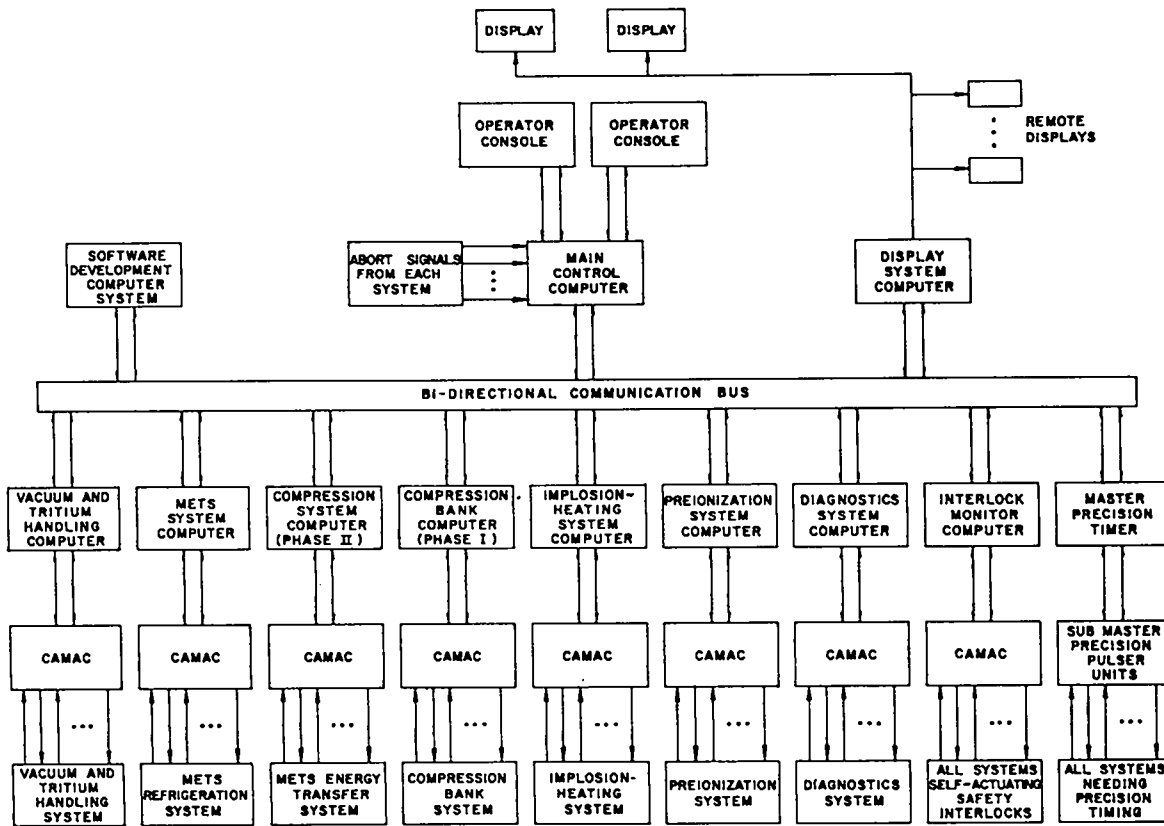 DISPLAY
DISPLAY
OPERATOR
CONSOLE
OPERATOR
CONSOLE
REMOTE
DISPLAYS
SOFTWARE
DEVELOPMENT
COMPUTER
SYSTEM
ABORT SIGNALS
FROM EACH
SYSTEM
MAIN
CONTROL
COMPUTER
DISPLAY
SYSTEM
COMPUTER
BI-DIRECTIONAL COMMUNICATION BUS
VACUUM AND
TRITIUM
HANDLING
COMPUTER
METS
SYSTEM
COMPUTER
COMPRESSION
SYSTEM
COMPUTER
(PHASE II)
COMPRESSION
BANK
COMPUTER
(PHASE I)
IMPLOSION-
HEATING
SYSTEM
COMPUTER
PREIONIZATION
SYSTEM
COMPUTER
DIAGNOSTICS
SYSTEM
COMPUTER
INTERLOCK
MONITOR
COMPUTER
MASTER
PRECISION
TIMER
CAMAC
CAMAC
CAMAC
CAMAC
CAMAC
CAMAC
CAMAC
CAMAC
SUB MASTER
PRECISION
PULSER
UNITS
VACUUM AND
TRITIUM
HANDLING
SYSTEM
METS
REFRIGERATION
SYSTEM
METS ENERGY
TRANSFER
SYSTEM
COMPRESSION
BANK
SYSTEM
IMPLOSION-
HEATING
SYSTEM
PREIONIZATION
SYSTEM
DIAGNOSTICS
SYSTEM
ALL SYSTEMS
SELF-ACTUATING
SAFETY
INTERLOCKS
ALL SYSTEMS
NEEDING
PRECISION
TIMING